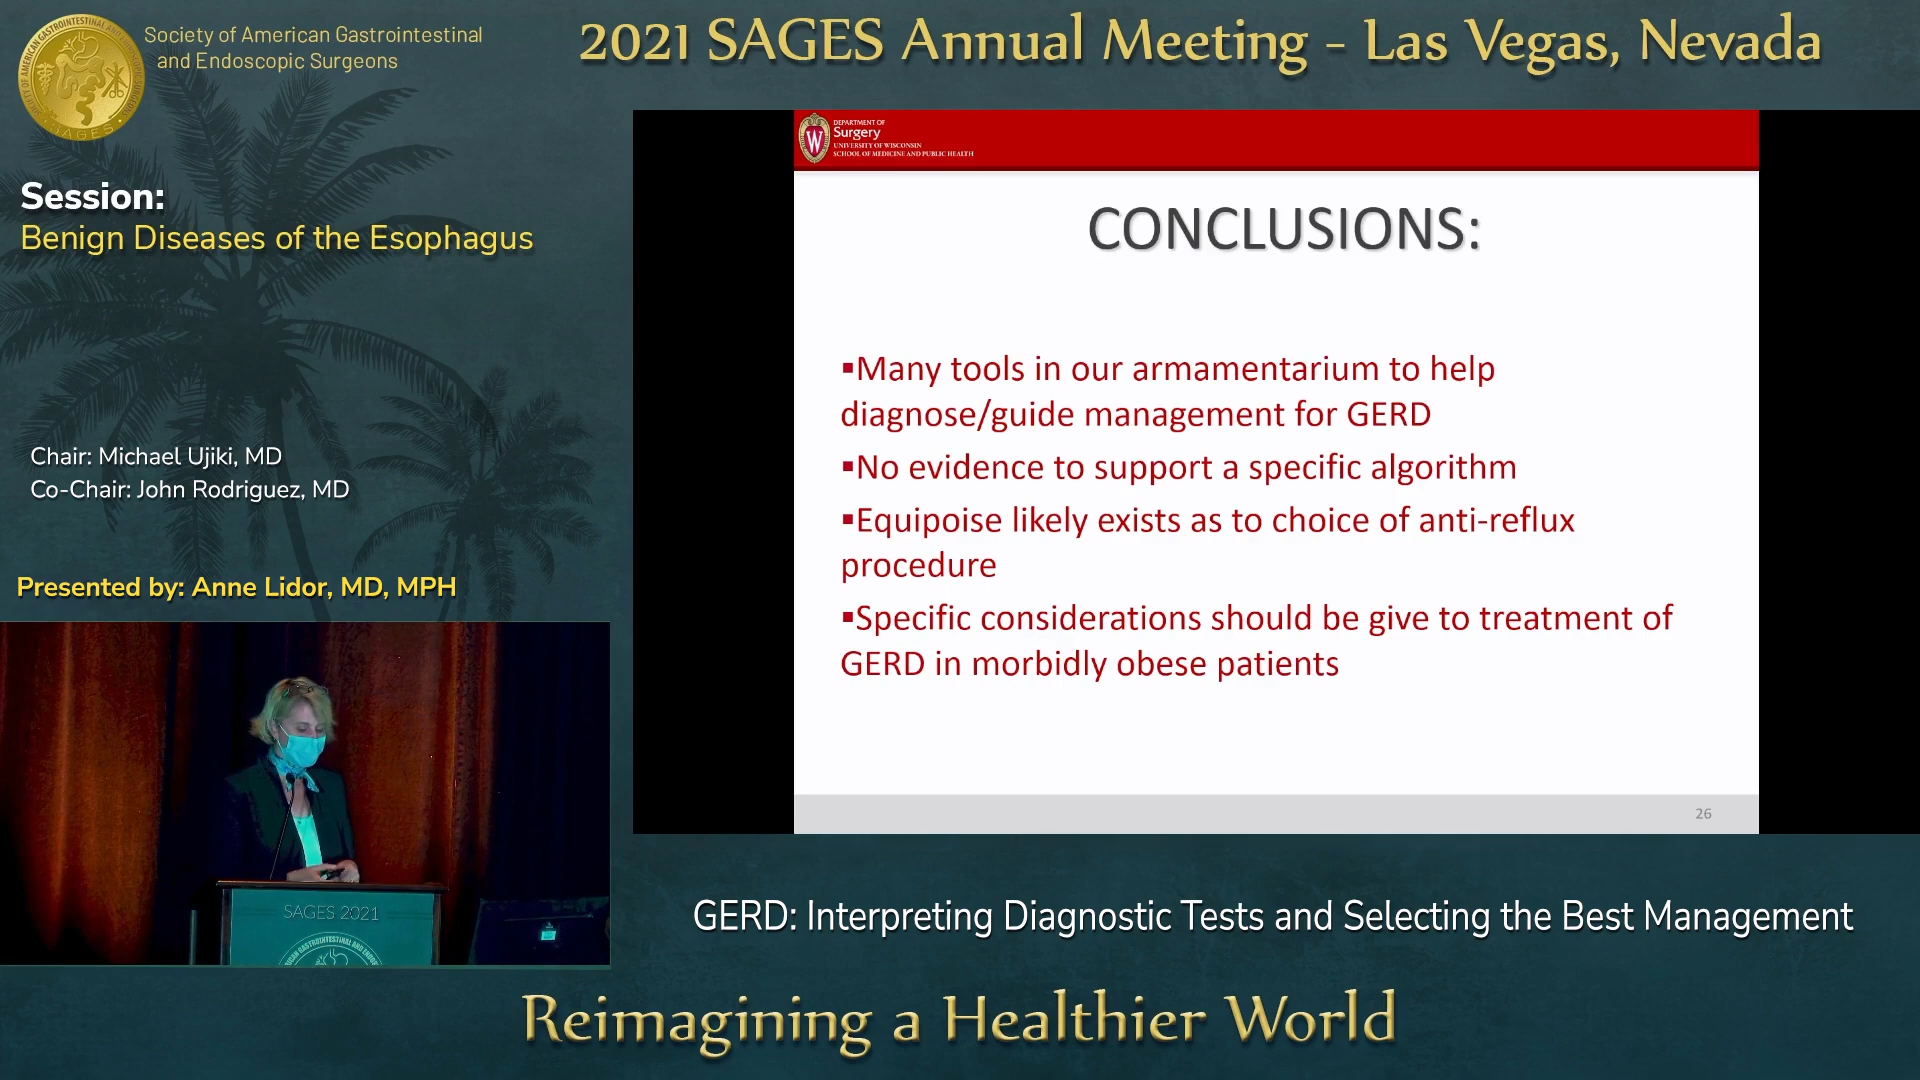 Society of American Gastrointestinal
and Endoscopic Surgeons
2021 SAGES Annual Meeting - Las Vegas, Nevada
SAGES
Session:
Benign Diseases of the Esophagus
Chair: Michael Ujiki, MD
Co-Chair: John Rodriguez, MD
Presented by: Anne Lidor, MD, MPH
W
DEPARTMENT OF
Surgery
UNIVERSITY OF WISCONSIN
SCHOOL OF MEDICINE AND PUBLIC HEALTH
CONCLUSIONS:
▪Many tools in our armamentarium to help
diagnose/guide management for GERD
▪No evidence to support a specific algorithm
▪Equipoise likely exists as to choice of anti-reflux
procedure
▪Specific considerations should be give to treatment of
GERD in morbidly obese patients
26
SAGES 2021
GERD: Interpreting Diagnostic Tests and Selecting the Best Management
Reimagining a Healthier World